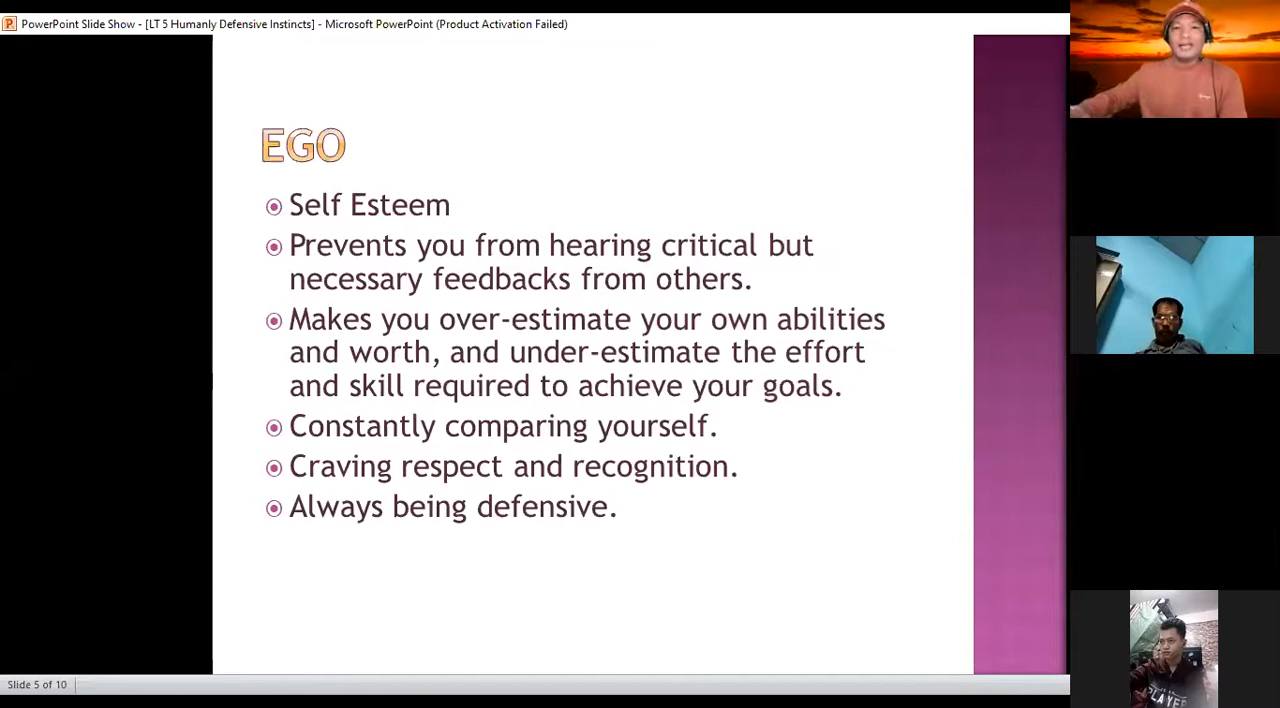 PowerPoint Slide Show - [LT 5 Humanly Defensive Instincts] - Microsoft PowerPoint (Product Activation Failed)
EGO
Self Esteem
Prevents you from hearing critical but
necessary feedbacks from others.
Makes you over-estimate your own abilities
and worth, and under-estimate the effort
and skill required to achieve your goals.
Constantly comparing yourself.
Craving respect and recognition.
Always being defensive.
Slide 5 of 10
PLAYER